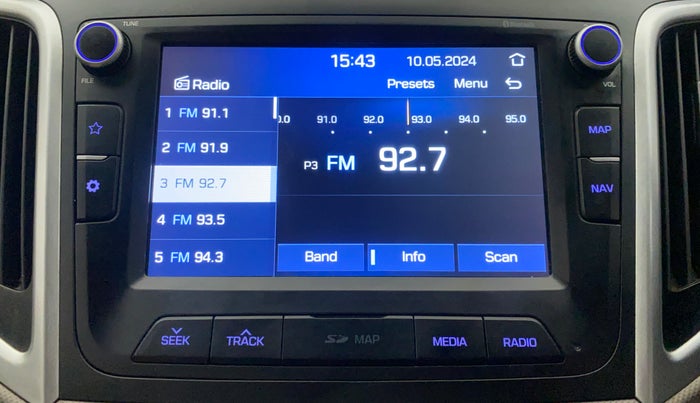 TUNE
FILE
VOL
15:43 10.05.2024
Radio Presets Menu
1 FM 91.1
2 FM 91.9
3 FM 92.7
4 FM 93.5
5 FM 94.3
.0 91.0 92.0 93.0 94.0 95.0
P3 FM 92.7
Band Info Scan
MAP
NAV
SEEK TRACK SD MAP MEDIA RADIO